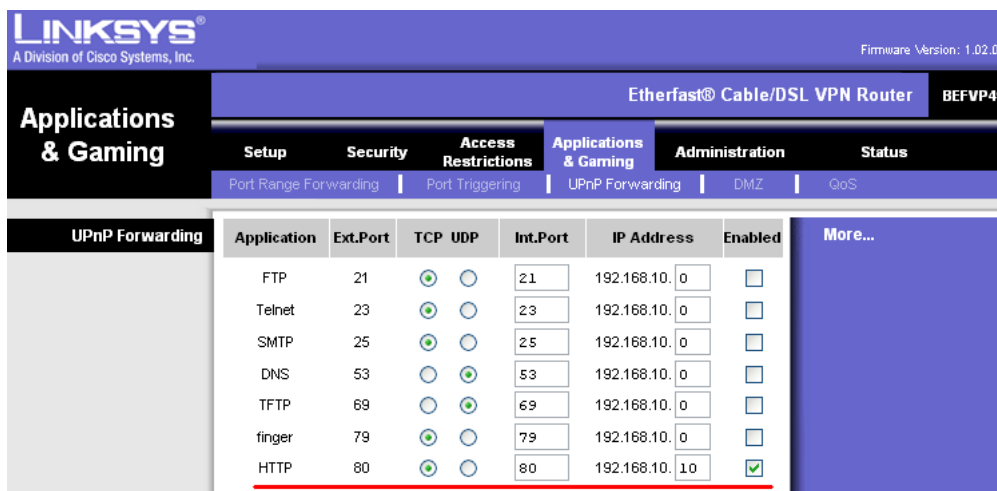 LINKSYS®
A Division of Cisco Systems, Inc.
Firmware Version: 1.02.0
Applications & Gaming
Etherfast® Cable/DSL VPN Router BEFVP4
Setup Security Access Restrictions Applications & Gaming Administration Status
Port Range Forwarding Port Triggering UPnP Forwarding DMZ QoS
UPnP Forwarding
Application Ext.Port TCP UDP Int.Port IP Address Enabled
More...
FTP 21 21 192.168.10. 0
Telnet 23 23 192.168.10. 0
SMTP 25 25 192.168.10. 0
DNS 53 53 192.168.10. 0
TFTP 69 69 192.168.10. 0
finger 79 79 192.168.10. 0
HTTP 80 80 192.168.10. 10